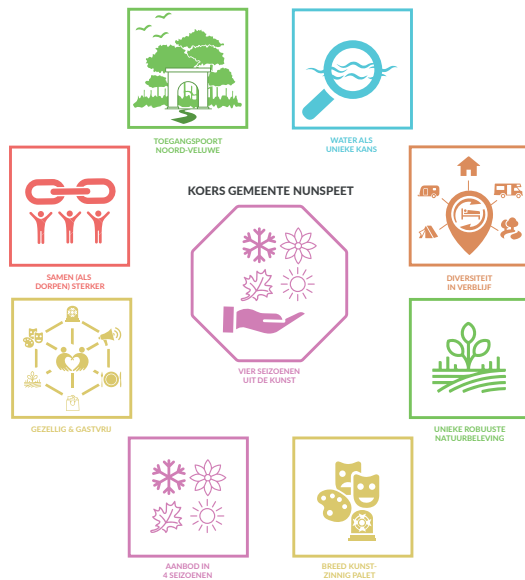 TOEGANGSPOORT
NOORD-VELUWE
WATER ALS
UNIEKE KANS
KOERS GEMEENTE NUNSPEET
SAMEN (ALS
DORPEN) STERKER
DIVERSITEIT
IN VERBLIJF
VIER SEIZOENEN
UIT DE KUNST
GEZELLIG & GASTVRIJ
UNIEKE ROBUUSTE
NATUURBELEVING
AANBOD IN
4 SEIZOENEN
BREED KUNST-
ZINNIG PALET